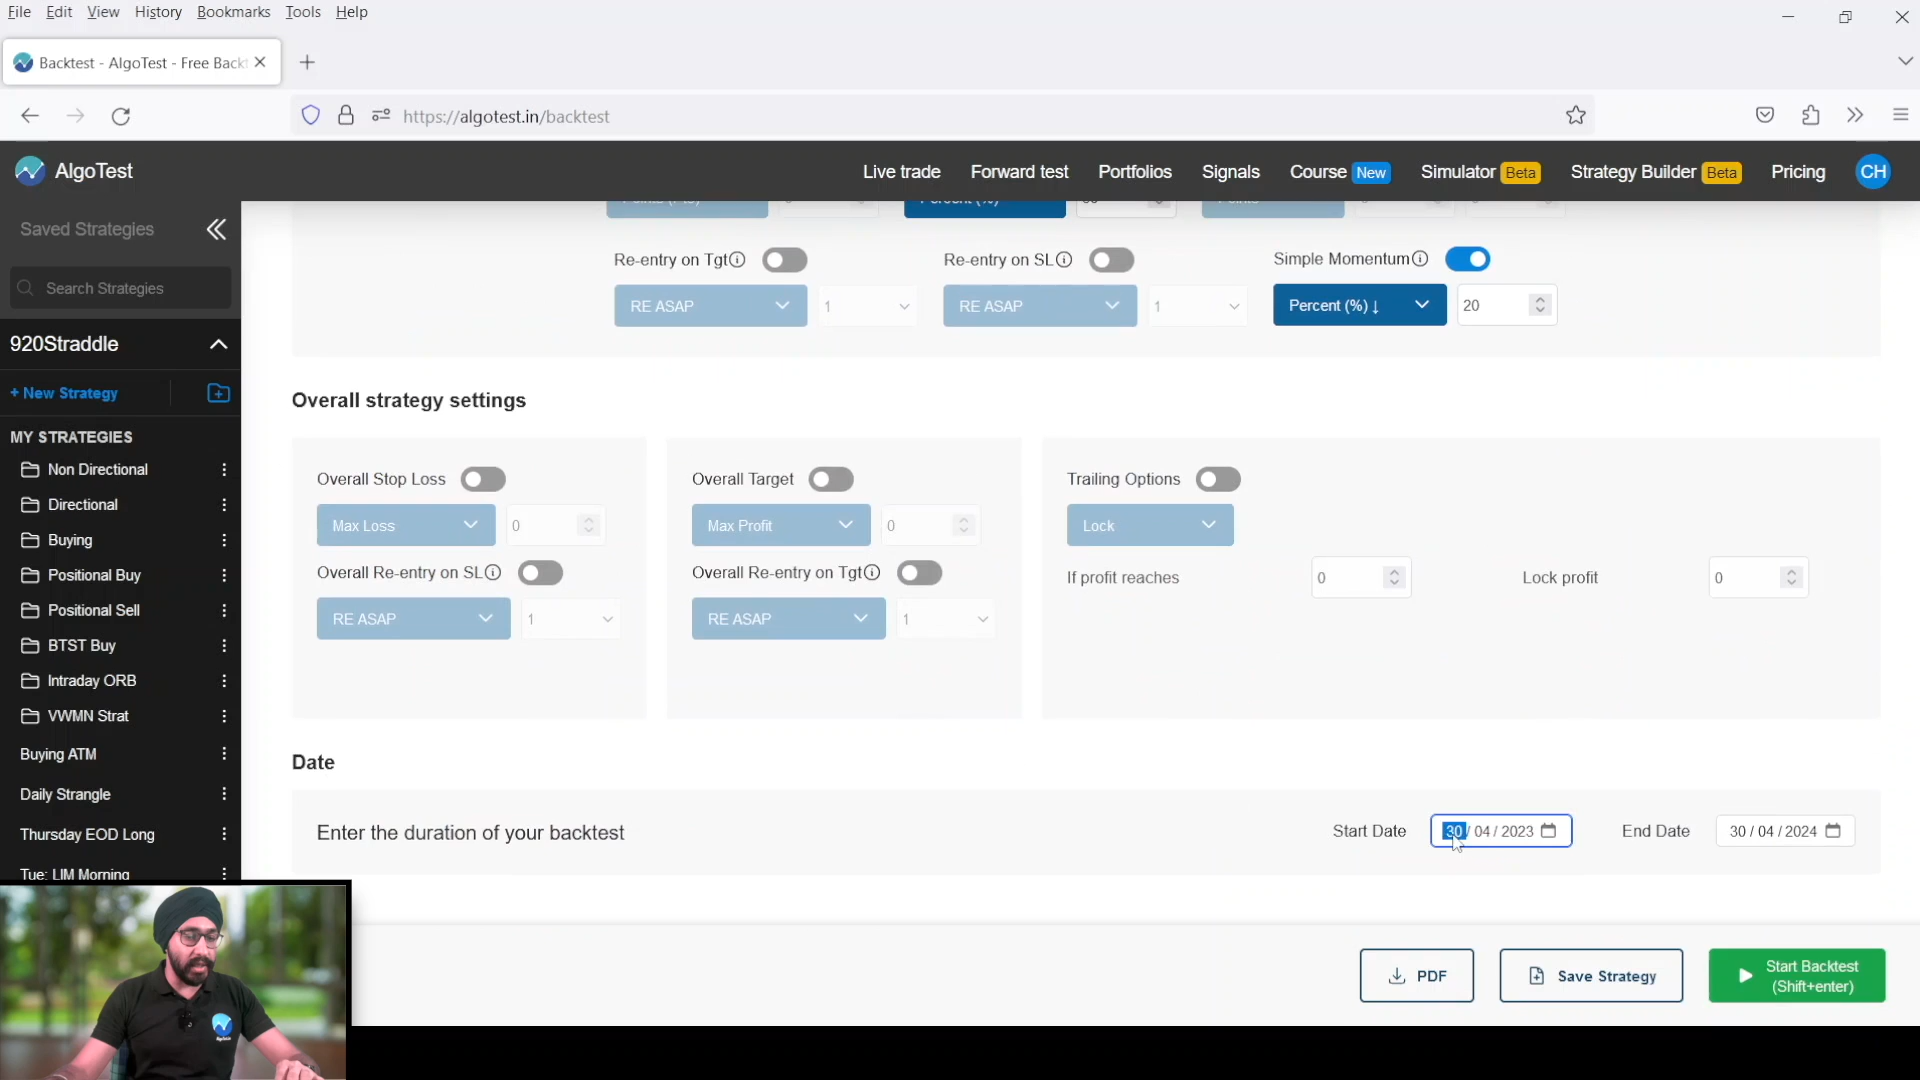 File Edit View History Bookmarks Tools Help
Backtest - AlgoTest - Free Backt
https://algotest.in/backtest
AlgoTest
Live trade Forward test Portfolios Signals Course New Simulator Beta Strategy Builder Beta Pricing CH
Saved Strategies
Search Strategies
920Straddle
+ New Strategy
MY STRATEGIES
Non Directional
Directional
Buying
Positional Buy
Positional Sell
BTST Buy
Intraday ORB
VWMN Strat
Buying ATM
Daily Strangle
Thursday EOD Long
Tue: LIM Morning
Re-entry on Tgt Re-entry on SL Simple Momentum
RE ASAP 1 RE ASAP 1 Percent (%) ↓ 20
Overall strategy settings
Overall Stop Loss Overall Target Trailing Options
Max Loss 0 Max Profit 0 Lock
Overall Re-entry on SL Overall Re-entry on Tgt If profit reaches 0 Lock profit 0
RE ASAP 1 RE ASAP 1
Date
Enter the duration of your backtest Start Date 30 / 04 / 2023 End Date 30 / 04 / 2024
PDF Save Strategy Start Backtest
(Shift+enter)